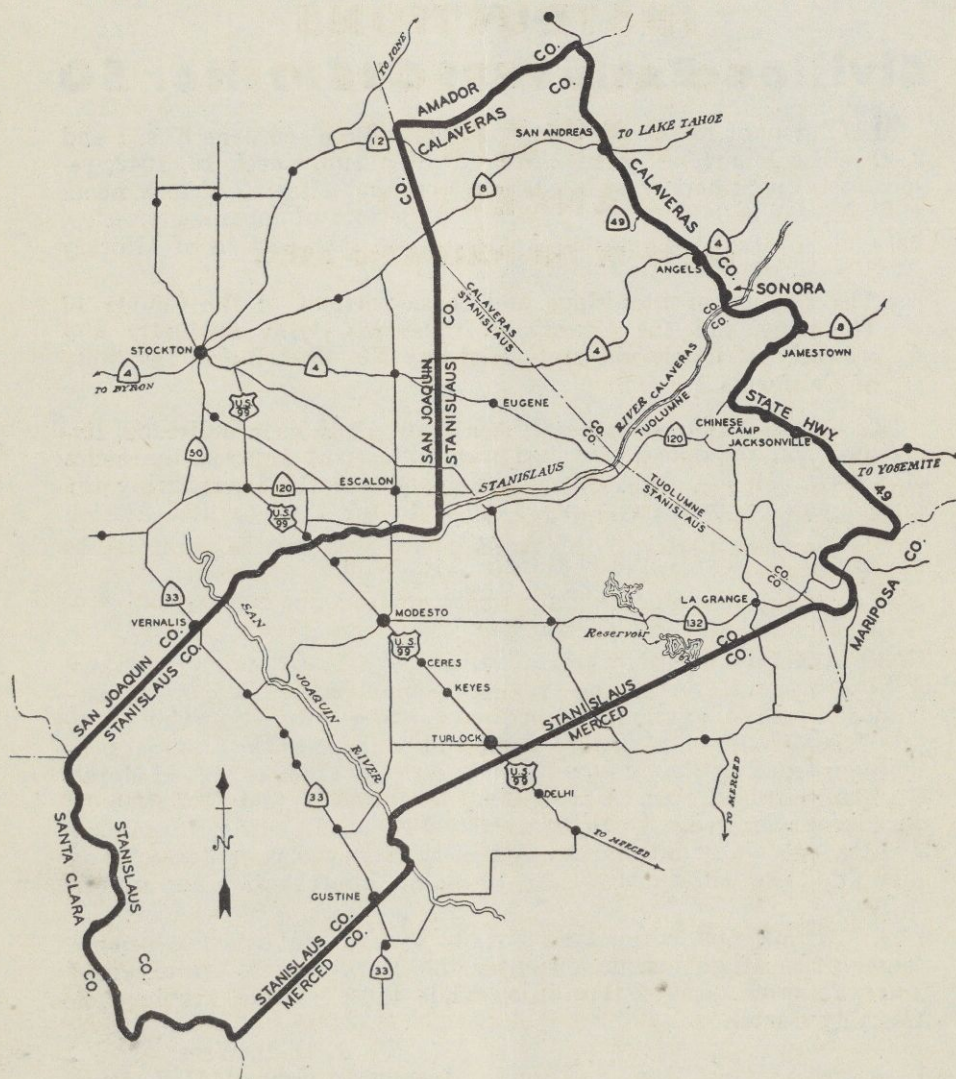 TO IONE
CO.
AMADOR
CALAVERAS
CO.
12
SAN ANDREAS
TO LAKE TAHOE
8
CO.
CALAVERAS
49
4
CO.
ANGELS
SONORA
CO.
CO.
8
CALAVERAS
STANISLAUS
CO.
JAMESTOWN
STOCKTON
4
TO BYRON
4
4
U.S.
99
EUGENE
SAN JOAQUIN
STANISLAUS
CO.
CO.
RIVER
CALAVERAS
TUOLUMNE
STATE HWY.
49
CHINESE
CAMP
JACKSONVILLE
120
TO YOSEMITE
50
120
ESCALON
STANISLAUS
U.S.
99
TUOLUMNE
STANISLAUS
CO.
CO.
CO.
MARIPOSA
33
SAN
JOAQUIN
RIVER
VERNALIS
MODESTO
LA GRANGE
132
Reservoir
CO.
CO.
U.S.
99
CERES
KEYES
SAN JOAQUIN CO.
STANISLAUS CO.
STANISLAUS
MERCED
TURLOCK
U.S.
99
DELHI
TO MERCED
TO MERCED
33
N
SANTA CLARA
CO.
STANISLAUS
CO.
GUSTINE
STANISLAUS CO.
MERCED CO.
33